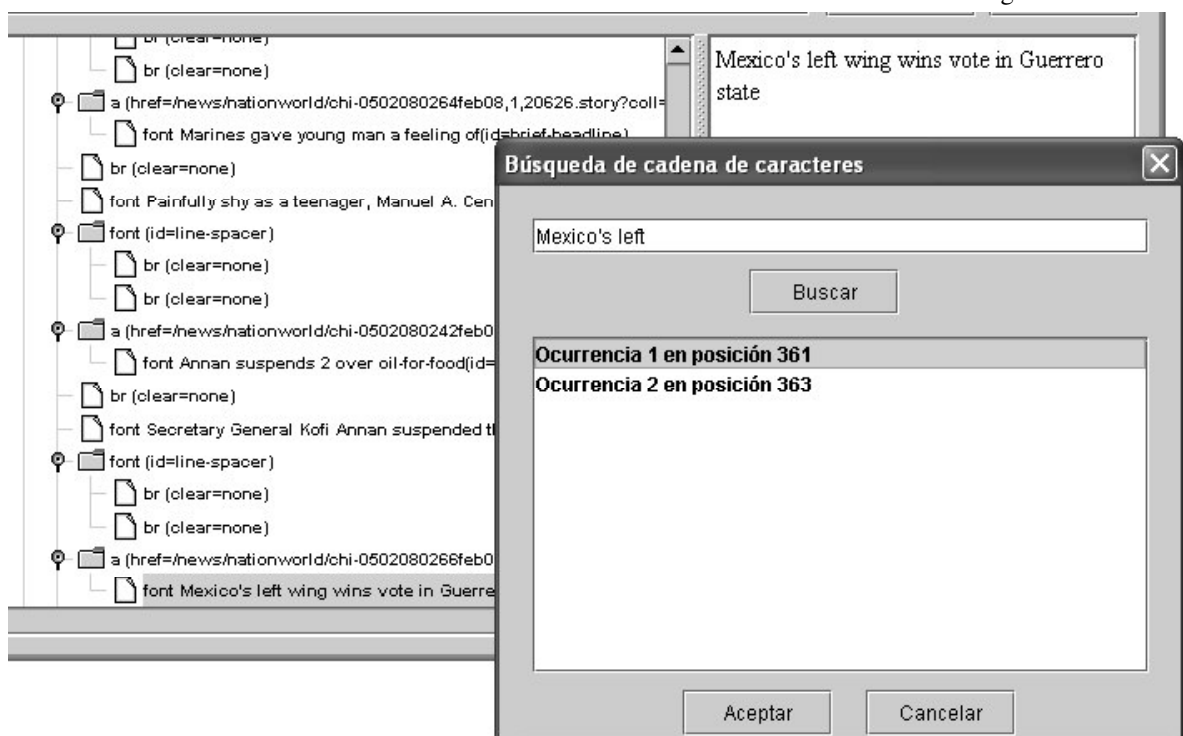 br (clear=none)
br (clear=none)
a (href=/news/nationworld/chi-0502080264feb08,1,20626.story?coll=
font Marines gave young man a feeling of(id=brief-headline)
br (clear=none)
font Painfully shy as a teenager, Manuel A. Cen
font (id=line-spacer)
br (clear=none)
br (clear=none)
a (href=/news/nationworld/chi-0502080242feb0
font Annan suspends 2 over oil-for-food(id=
br (clear=none)
font Secretary General Kofi Annan suspended
font (id=line-spacer)
br (clear=none)
br (clear=none)
a (href=/news/nationworld/chi-0502080266feb0
font Mexico's left wing wins vote in Guerre
Mexico's left wing wins vote in Guerrero
state
Búsqueda de cadena de caracteres
Mexico's left
Buscar
Ocurrencia 1 en posición 361
Ocurrencia 2 en posición 363
Aceptar
Cancelar